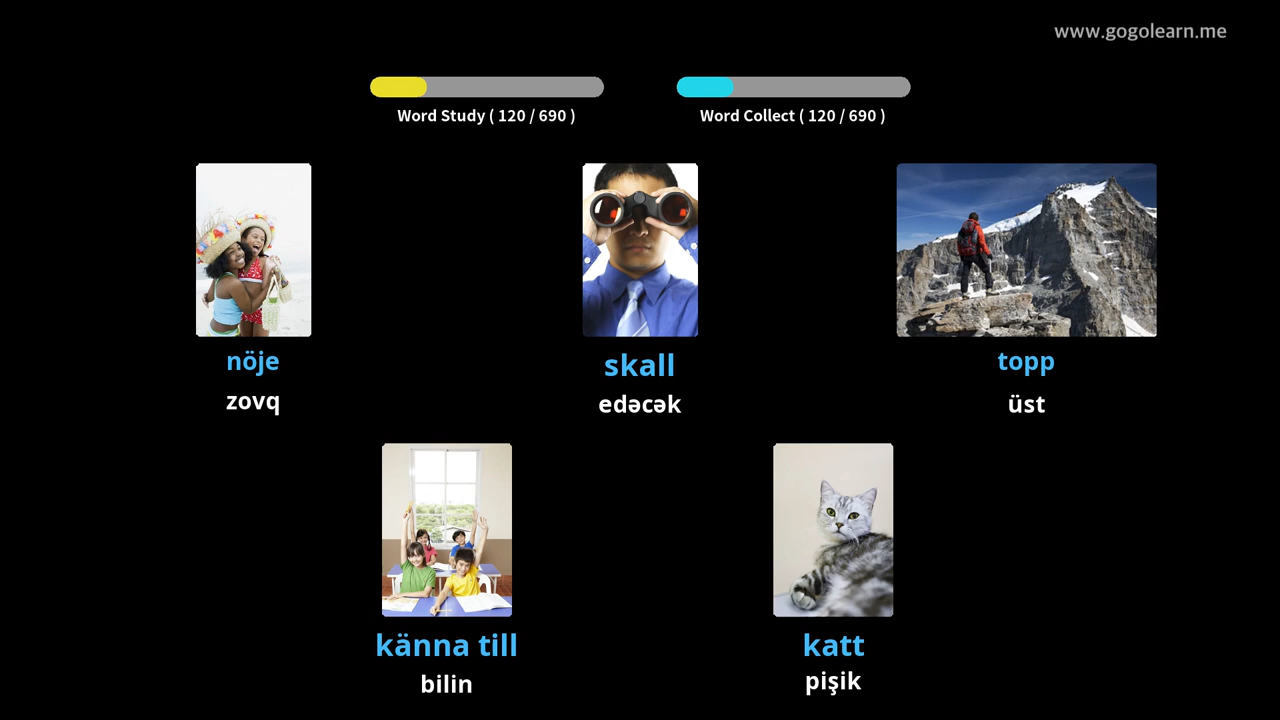 www.gogolearn.me
Word Study ( 120 / 690 )
Word Collect ( 120 / 690 )
nöje
zovq
skall
edəcək
topp
üst
känna till
bilin
katt
pişik